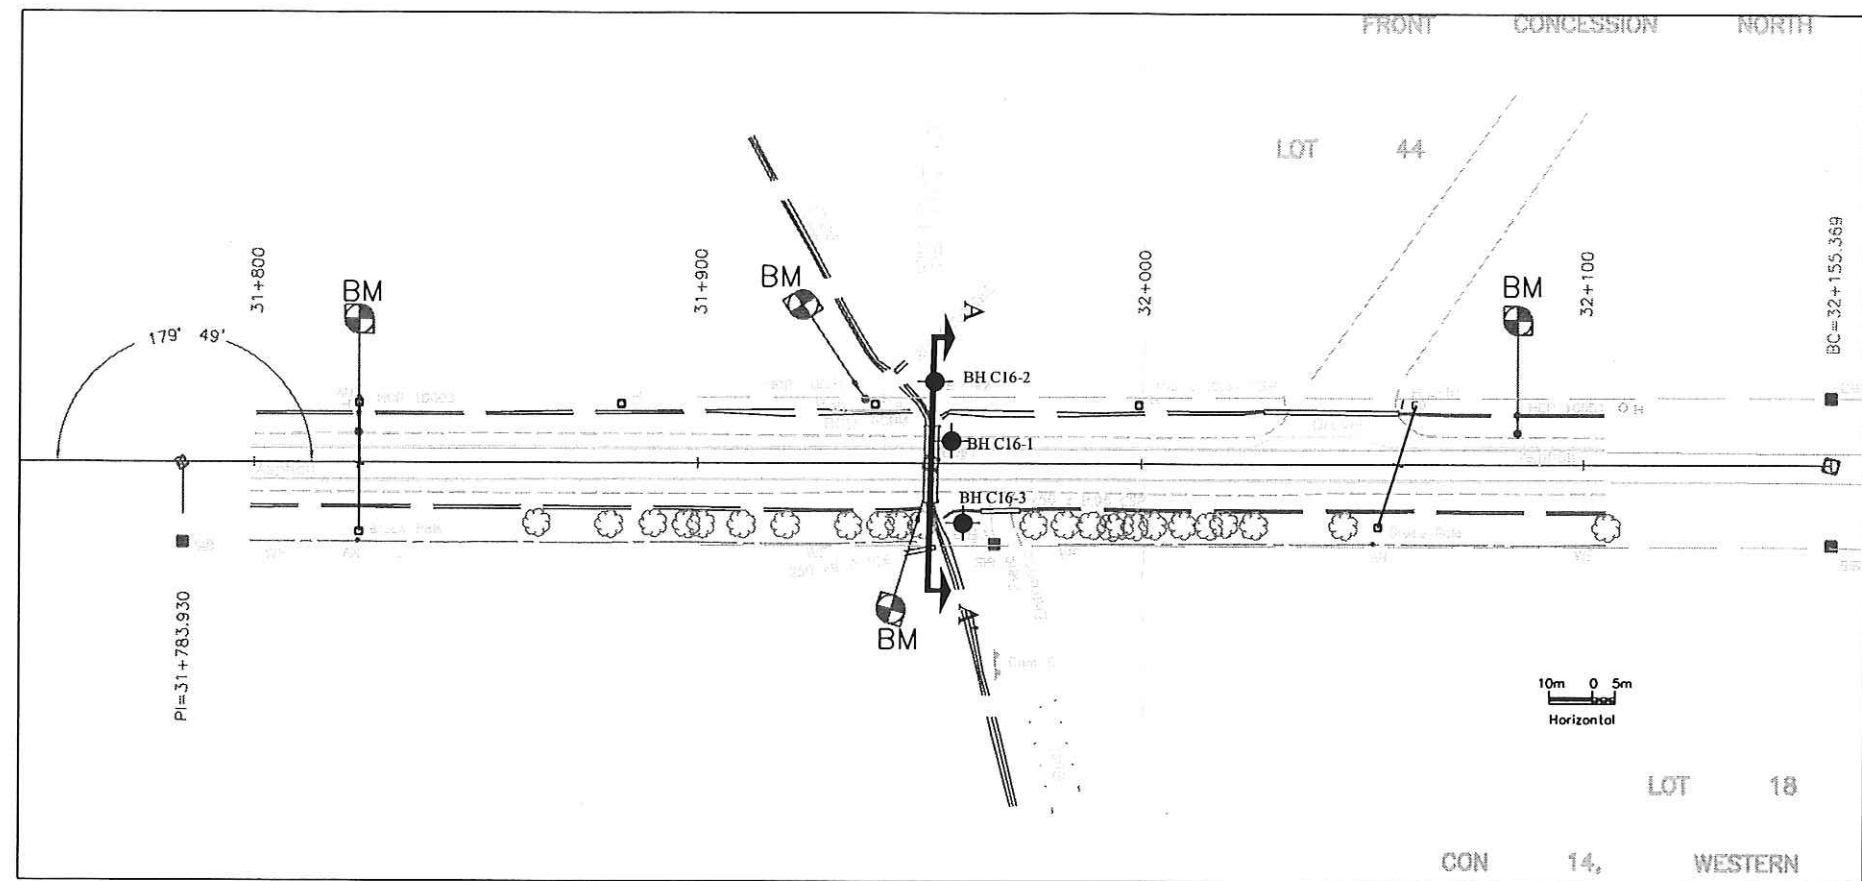 FRONT CONCESSION NORTH
LOT 44
31+800
31+900
32+000
32+100
BC=32+155.369
BM
BM
BM
179° 49'
A
BH C16-2
BH C16-1
BH C16-3
BM
A'
PI=31+783.930
10m 0 5m
Horizontal
LOT 18
CON 14, WESTERN